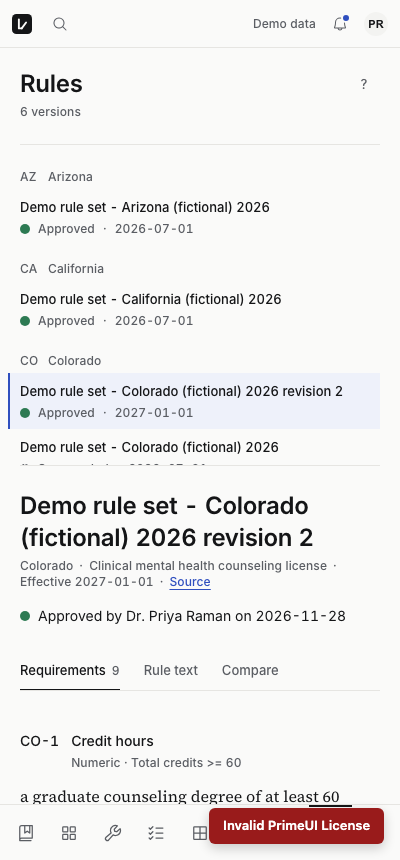 Demo data
PR
Rules
?
6 versions
AZ Arizona
Demo rule set - Arizona (fictional) 2026
Approved · 2026-07-01
CA California
Demo rule set - California (fictional) 2026
Approved · 2026-07-01
CO Colorado
Demo rule set - Colorado (fictional) 2026 revision 2
Approved · 2027-01-01
Demo rule set - Colorado (fictional) 2026
Demo rule set - Colorado
(fictional) 2026 revision 2
Colorado · Clinical mental health counseling license ·
Effective 2027-01-01 · Source
Approved by Dr. Priya Raman on 2026-11-28
Requirements 9 Rule text Compare
CO-1 Credit hours
Numeric · Total credits >= 60
a graduate counseling degree of at least 60
Invalid PrimeUI License